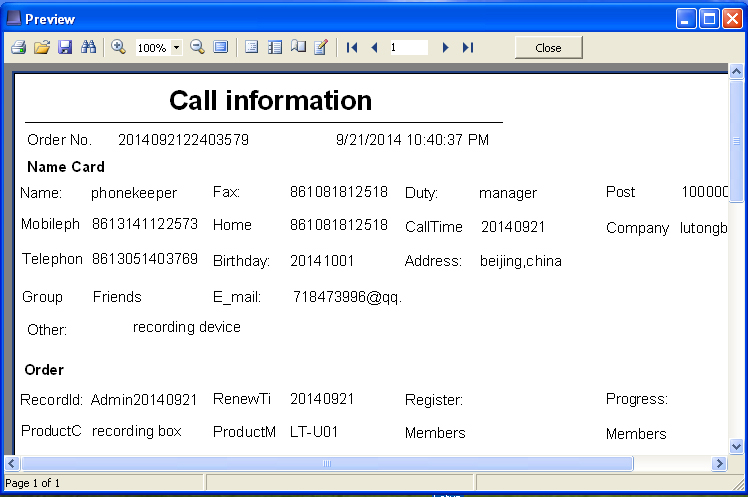 Preview
100%
1
Close
Call information
Order No. 2014092122403579 9/21/2014 10:40:37 PM
Name Card
Name: phonekeeper Fax: 861081812518 Duty: manager Post 100000
Mobileph 8613141122573 Home 861081812518 CallTime 20140921 Company lutongb
Telephon 8613051403769 Birthday: 20141001 Address: beijing,china
Group Friends E_mail: 718473996@qq.
Other: recording device
Order
RecordId: Admin20140921 RenewTi 20140921 Register: Progress:
ProductC recording box ProductM LT-U01 Members Members
Page 1 of 1